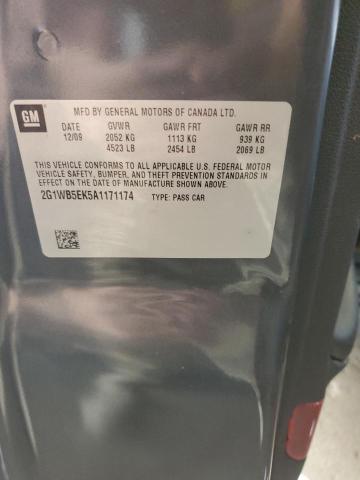 GM
MFD BY GENERAL MOTORS OF CANADA LTD.
DATE GVWR GAWR FRT GAWR RR
12/09 2052 KG 1113 KG 939 KG
4523 LB 2454 LB 2069 LB
THIS VEHICLE CONFORMS TO ALL APPLICABLE U.S. FEDERAL MOTOR
VEHICLE SAFETY, BUMPER, AND THEFT PREVENTION STANDARDS IN
EFFECT ON THE DATE OF MANUFACTURE SHOWN ABOVE.
2G1WB5EK5A1171174 TYPE: PASS CAR